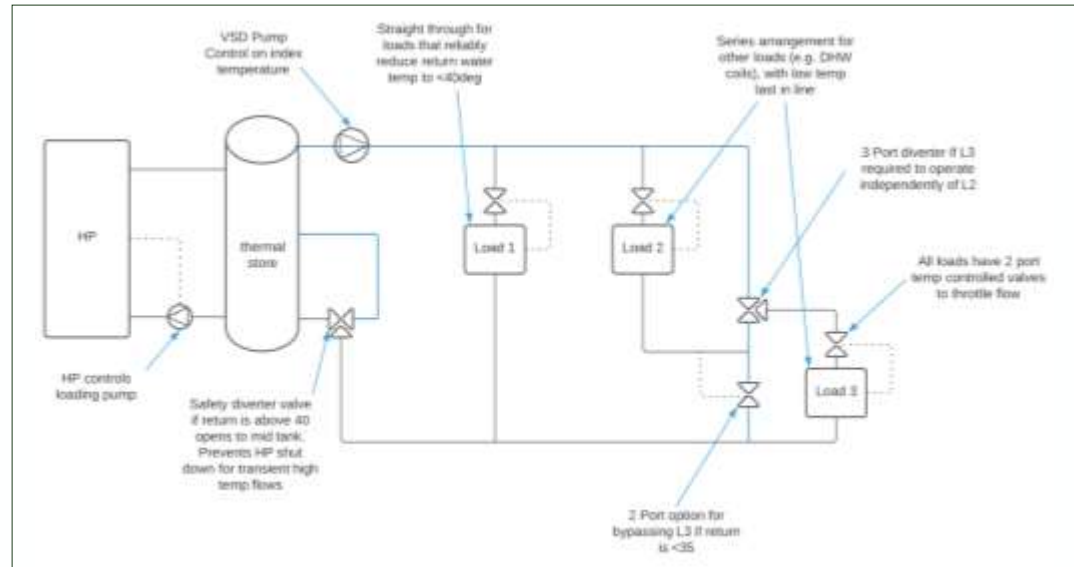 VSD Pump
Control on index
temperature
Straight through for
loads that reliably
reduce return water
temp to <40deg
Series arrangement for
other loads (e.g. DHW
coils), with low temp
last in line
3 Port diverter if L3
required to operate
independently of L2
HP
thermal
store
Load 1
Load 2
All loads have 2 port
temp controlled valves
to throttle flow
HP controls
loading pump
Load 3
Safety diverter valve
if return is above 40
opens to mid tank.
Prevents HP shut
down for transient high
temp flows
2 Port option for
bypassing L3 if return
is <35